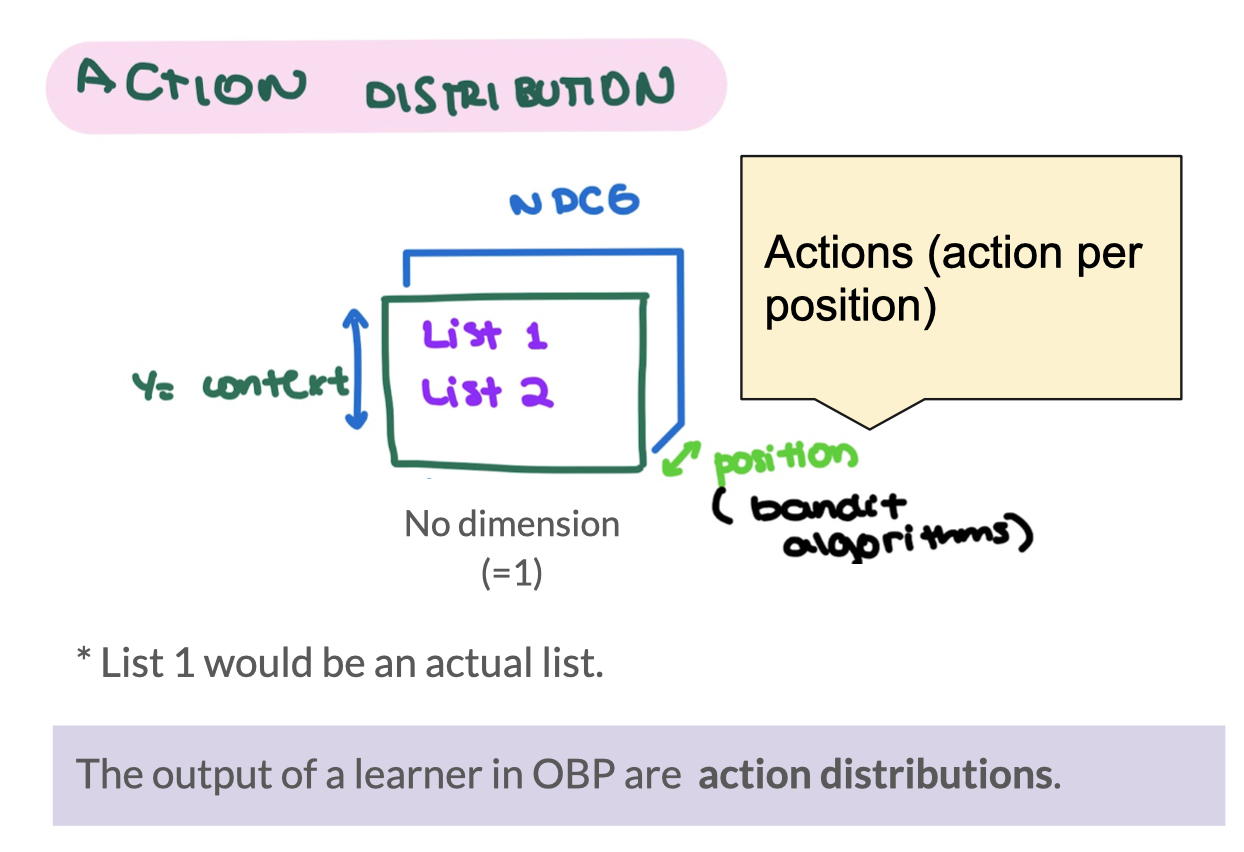 ACTION DISTRIBUTION
NDCG
Actions (action per
position)
List 1
List 2
Y= context
position
(bandit
algorithms)
No dimension
(=1)
* List 1 would be an actual list.
The output of a learner in OBP are action distributions.